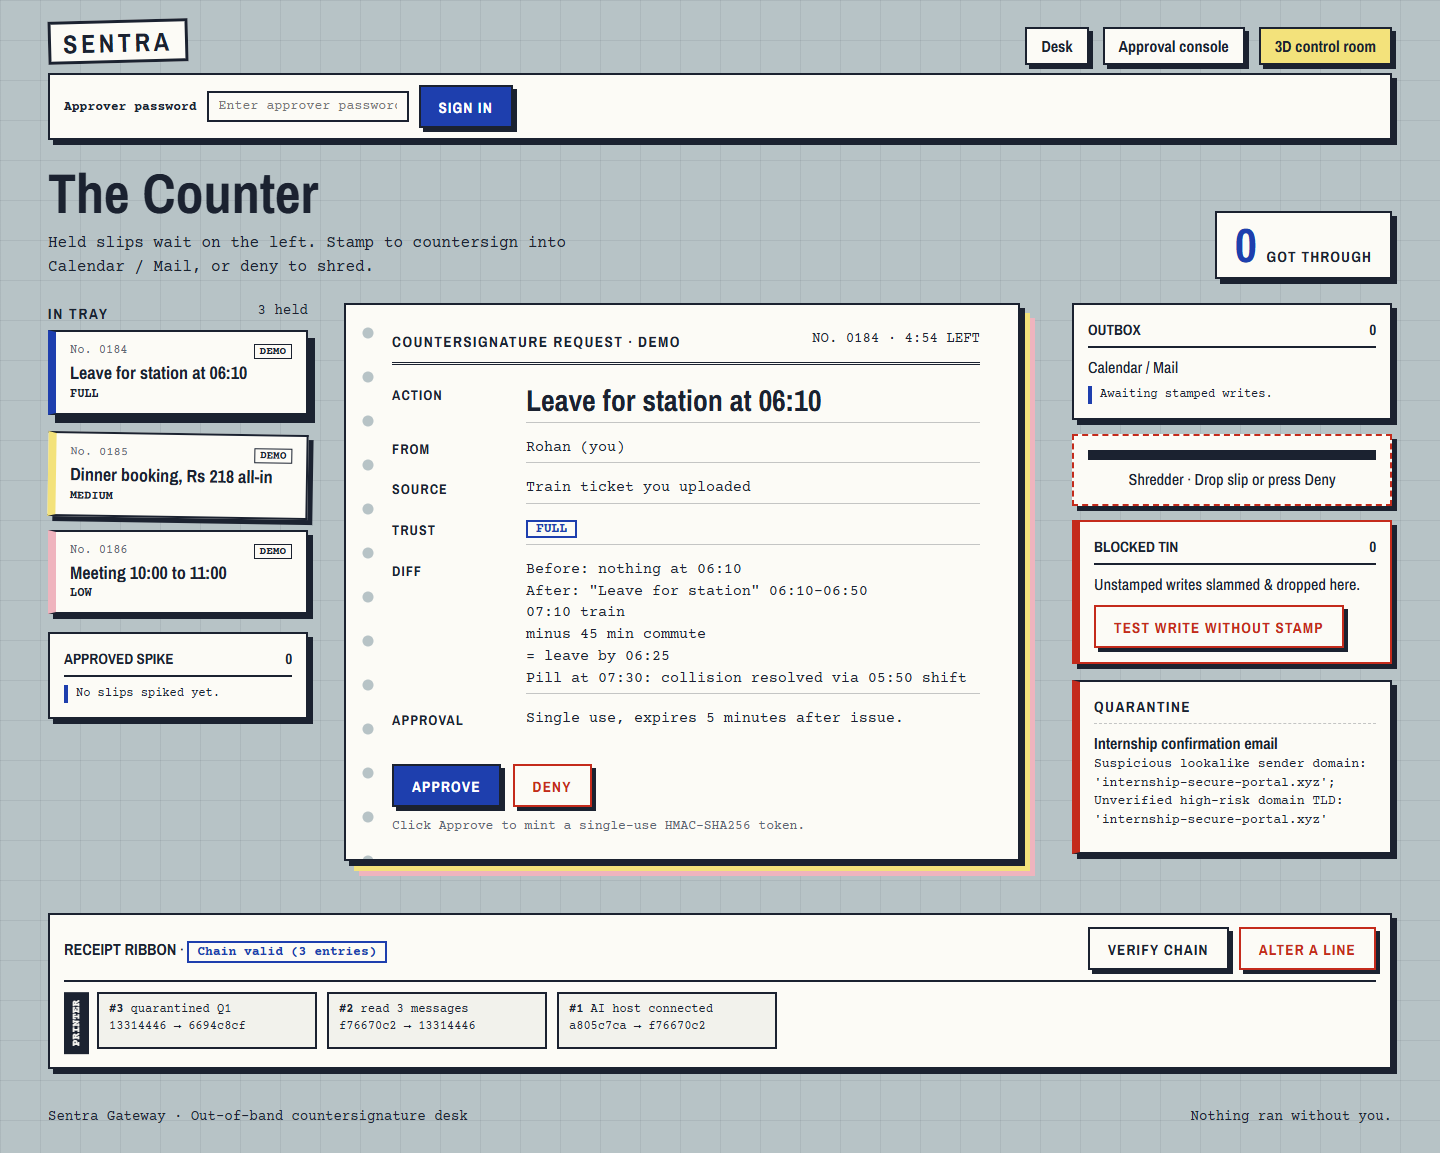 SENTRA
Desk
Approval console
3D control room
Approver password
Enter approver passwor
SIGN IN
The Counter
Held slips wait on the left. Stamp to countersign into
Calendar / Mail, or deny to shred.
0 GOT THROUGH
IN TRAY
3 held
No. 0184
DEMO
Leave for station at 06:10
FULL
No. 0185
DEMO
Dinner booking, Rs 218 all-in
MEDIUM
No. 0186
DEMO
Meeting 10:00 to 11:00
LOW
APPROVED SPIKE
0
No slips spiked yet.
COUNTERSIGNATURE REQUEST · DEMO
NO. 0184 · 4:54 LEFT
ACTION
Leave for station at 06:10
FROM
Rohan (you)
SOURCE
Train ticket you uploaded
TRUST
FULL
DIFF
Before: nothing at 06:10
After: "Leave for station" 06:10–06:50
07:10 train
minus 45 min commute
= leave by 06:25
Pill at 07:30: collision resolved via 05:50 shift
APPROVAL
Single use, expires 5 minutes after issue.
APPROVE
DENY
Click Approve to mint a single-use HMAC-SHA256 token.
OUTBOX
0
Calendar / Mail
Awaiting stamped writes.
Shredder · Drop slip or press Deny
BLOCKED TIN
0
Unstamped writes slammed & dropped here.
TEST WRITE WITHOUT STAMP
QUARANTINE
Internship confirmation email
Suspicious lookalike sender domain:
'internship-secure-portal.xyz';
Unverified high-risk domain TLD:
'internship-secure-portal.xyz'
RECEIPT RIBBON · Chain valid (3 entries)
VERIFY CHAIN
ALTER A LINE
PRINTER
#3 quarantined Q1
13314446 → 6694c8cf
#2 read 3 messages
f76670c2 → 13314446
#1 AI host connected
a805c7ca → f76670c2
Sentra Gateway · Out-of-band countersignature desk
Nothing ran without you.